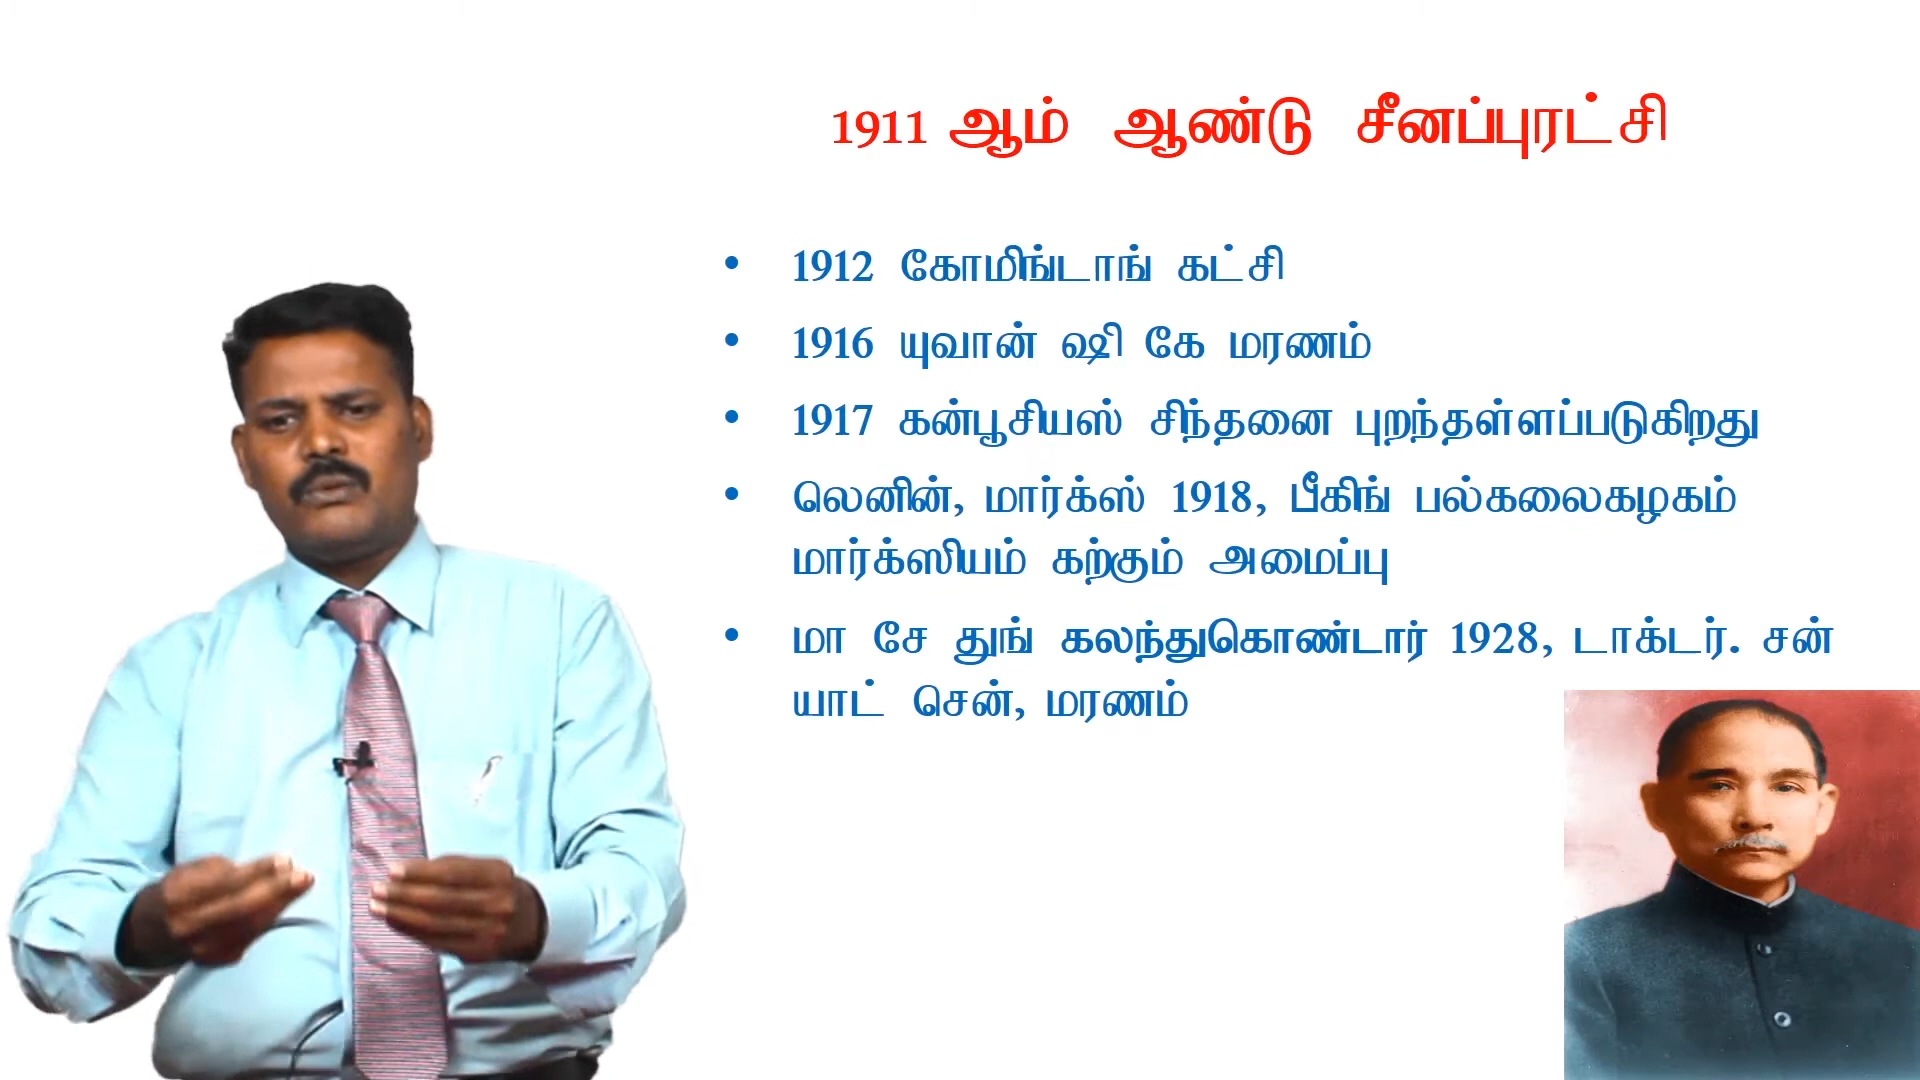 1911 ஆம் ஆண்டு சீனப்புரட்சி
• 1912 கோமிங்டாங் கட்சி
• 1916 யுவான் ஷி கே மரணம்
• 1917 கன்பூசியஸ் சிந்தனை புறந்தள்ளப்படுகிறது
• லெனின், மார்க்ஸ் 1918, பீகிங் பல்கலைகழகம்
மார்க்ஸியம் கற்கும் அமைப்பு
• மா சே துங் கலந்துகொண்டார் 1928, டாக்டர். சன்
யாட் சென், மரணம்